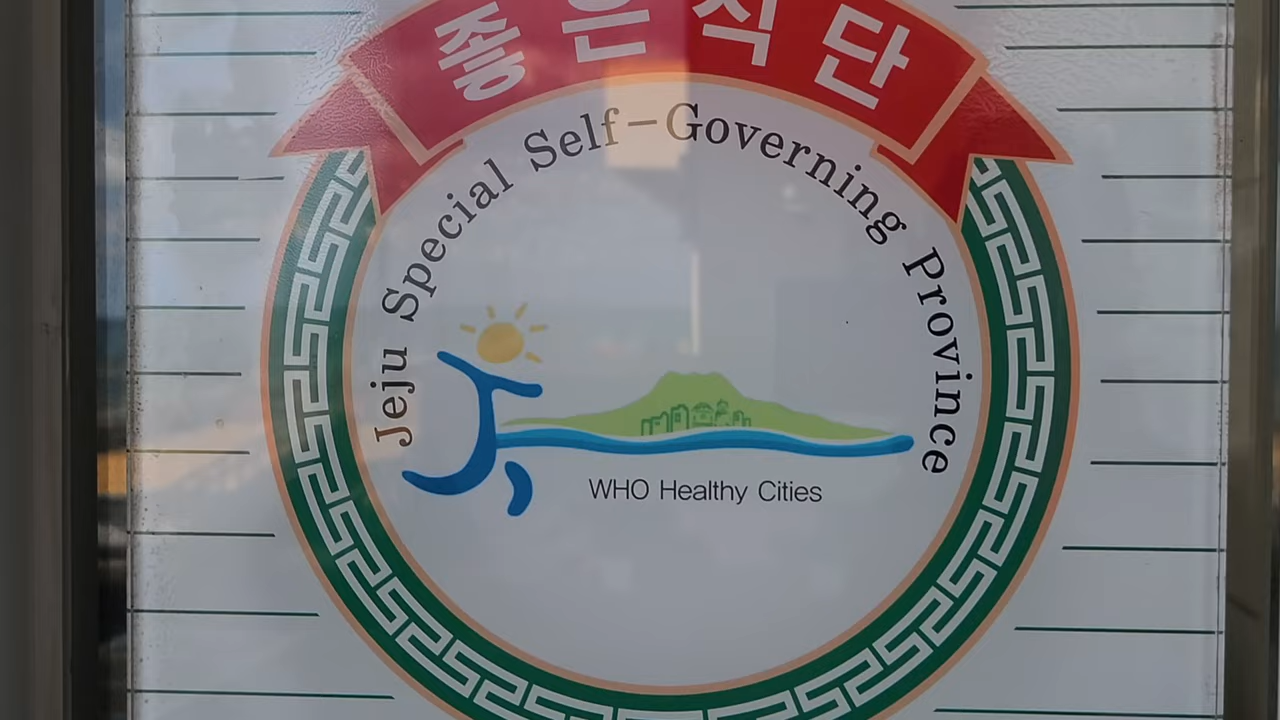 좋은식단
Jeju Special Self-Governing Province
WHO Healthy Cities